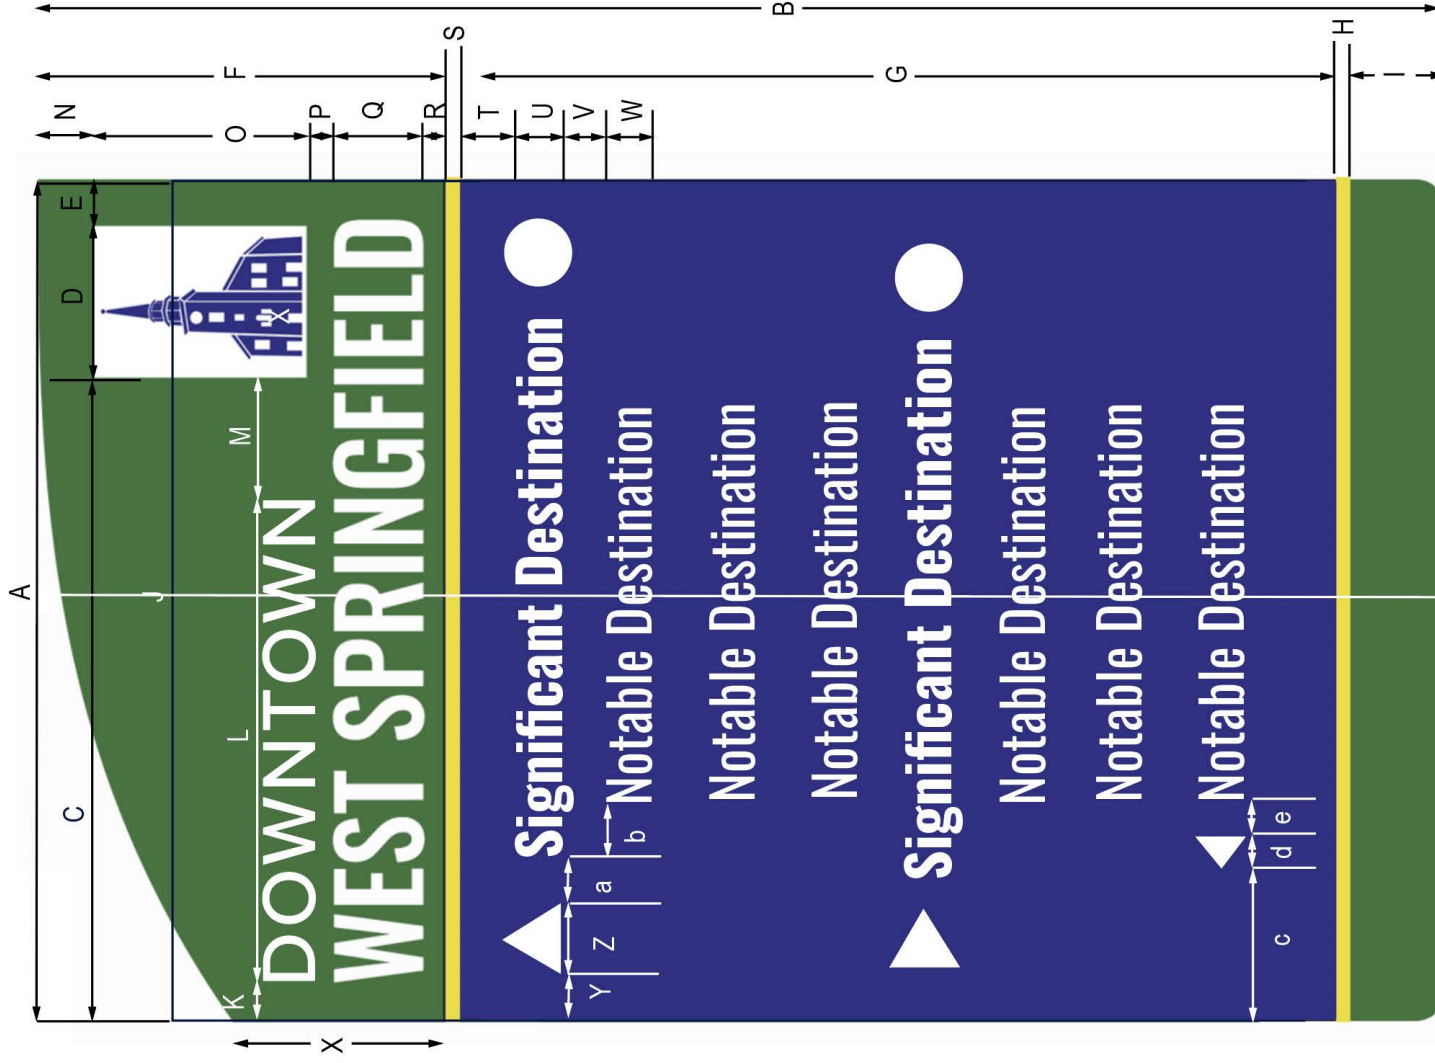 A
C
D
E
J
K
L
M
X
DOWNTOWN
WEST SPRINGFIELD
Significant Destination
Y
Z
a
b
Notable Destination
Notable Destination
Notable Destination
Significant Destination
Notable Destination
Notable Destination
Notable Destination
c
d
e
X
N
O
P
Q
R
T
U
V
W
F
S
G
H
I
B